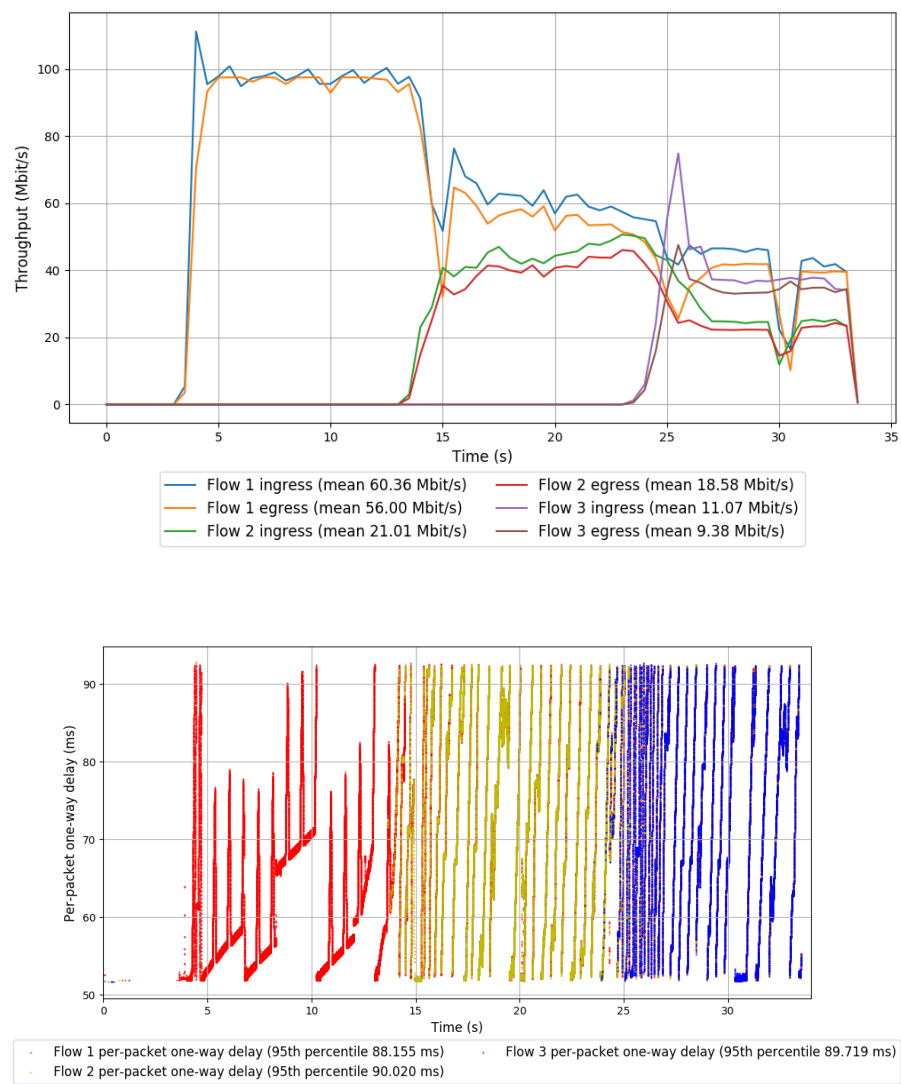 100
80
60
40
20
0
Throughput (Mbit/s)
0 5 10 15 20 25 30 35
Time (s)
Flow 1 ingress (mean 60.36 Mbit/s)
Flow 1 egress (mean 56.00 Mbit/s)
Flow 2 ingress (mean 21.01 Mbit/s)
Flow 2 egress (mean 18.58 Mbit/s)
Flow 3 ingress (mean 11.07 Mbit/s)
Flow 3 egress (mean 9.38 Mbit/s)
90
80
70
60
50
Per-packet one-way delay (ms)
0 5 10 15 20 25 30
Time (s)
Flow 1 per-packet one-way delay (95th percentile 88.155 ms)
Flow 2 per-packet one-way delay (95th percentile 90.020 ms)
Flow 3 per-packet one-way delay (95th percentile 89.719 ms)